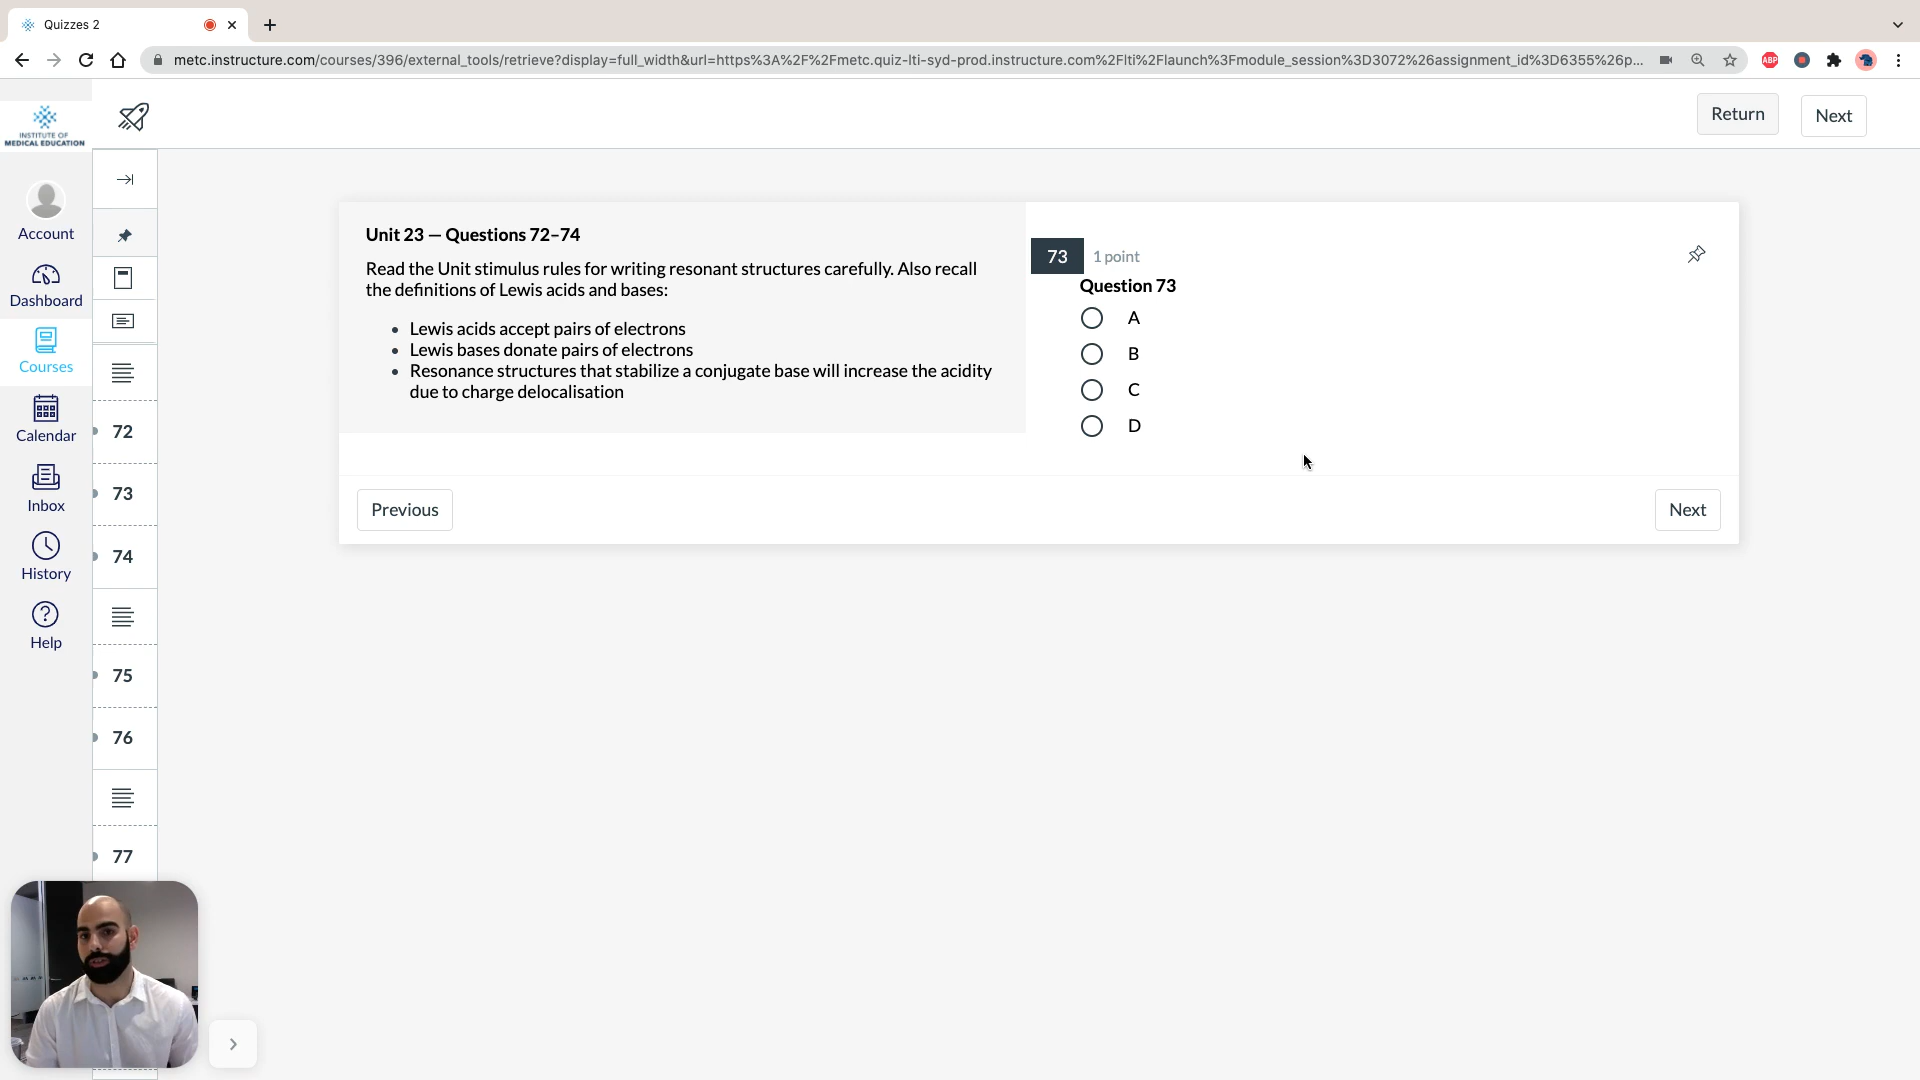 Quizzes 2
metc.instructure.com/courses/396/external_tools/retrieve?display=full_width&url=https%3A%2F%2Fmetc.quiz-lti-syd-prod.instructure.com%2Flti%2Flaunch%3Fmodule_session%3D3072%26assignment_id%3D6355%26p...
ABP
INSTITUTE OF
MEDICAL EDUCATION
Return
Next
Account
Dashboard
Courses
Calendar
Inbox
History
Help
72
73
74
75
76
77
Unit 23 – Questions 72–74
Read the Unit stimulus rules for writing resonant structures carefully. Also recall
the definitions of Lewis acids and bases:
• Lewis acids accept pairs of electrons
• Lewis bases donate pairs of electrons
• Resonance structures that stabilize a conjugate base will increase the acidity
due to charge delocalisation
73
1 point
Question 73
A
B
C
D
Previous
Next